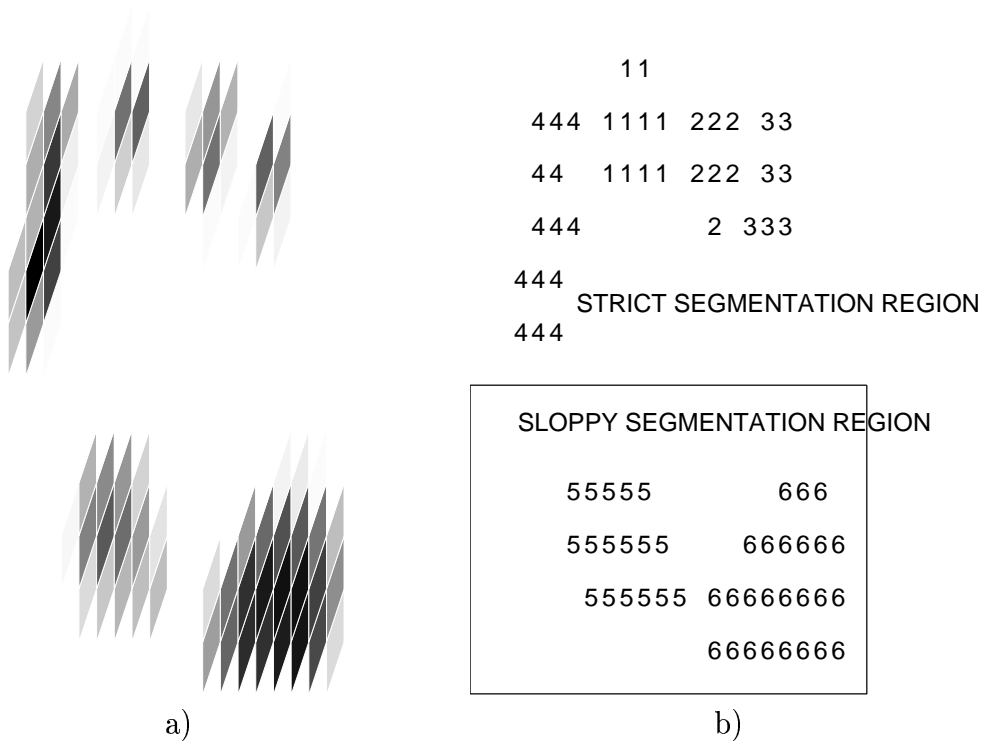 11
444 1111 222 33
44 1111 222 33
444 2 333
444
STRICT SEGMENTATION REGION
444
SLOPPY SEGMENTATION REGION
55555 666
555555 666666
555555 66666666
66666666
a) b)